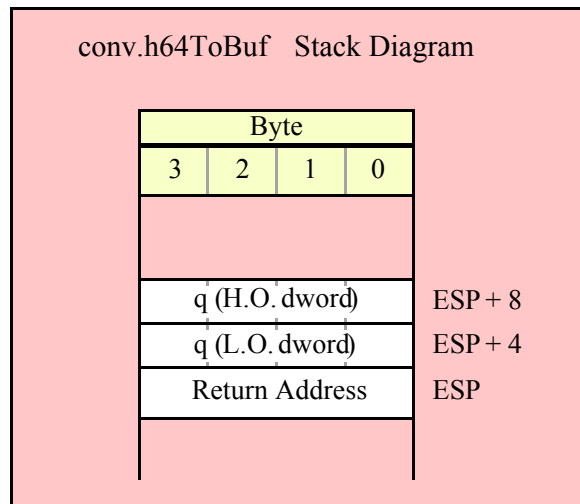 conv.h64ToBuf Stack Diagram
Byte
3 2 1 0
q (H.O. dword) ESP + 8
q (L.O. dword) ESP + 4
Return Address ESP